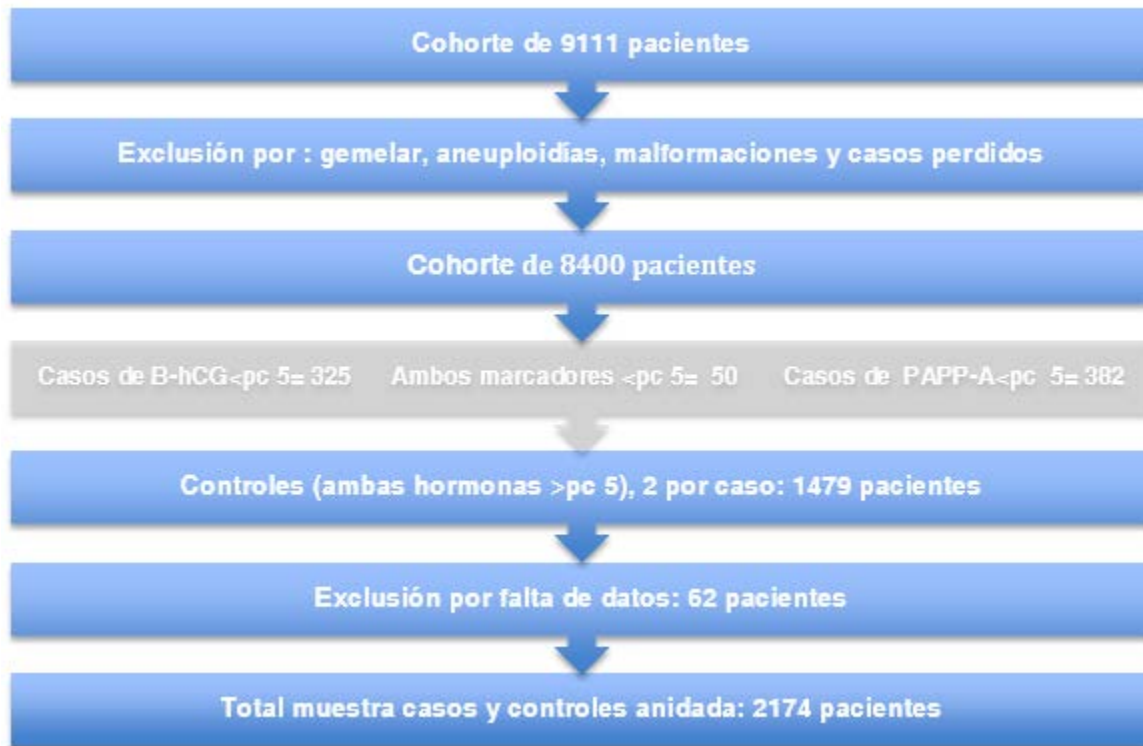 Cohorte de 9111 pacientes
Exclusión por : gemelar, aneuploidías, malformaciones y casos perdidos
Cohorte de 8400 pacientes
Casos de B-hCG<pc 5= 325 Ambos marcadores <pc 5= 50 Casos de PAPP-A<pc 5= 382
Controles (ambas hormonas >pc 5), 2 por caso: 1479 pacientes
Exclusión por falta de datos: 62 pacientes
Total muestra casos y controles anidada: 2174 pacientes